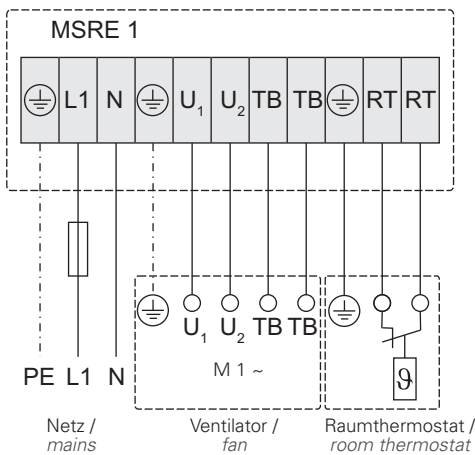 MSRE 1
L1 N U₁ U₂ TB TB RT RT
U₁ U₂ TB TB
M 1 ~
ϑ
PE L1 N
Netz / Ventilator / Raumthermostat /
mains fan room thermostat